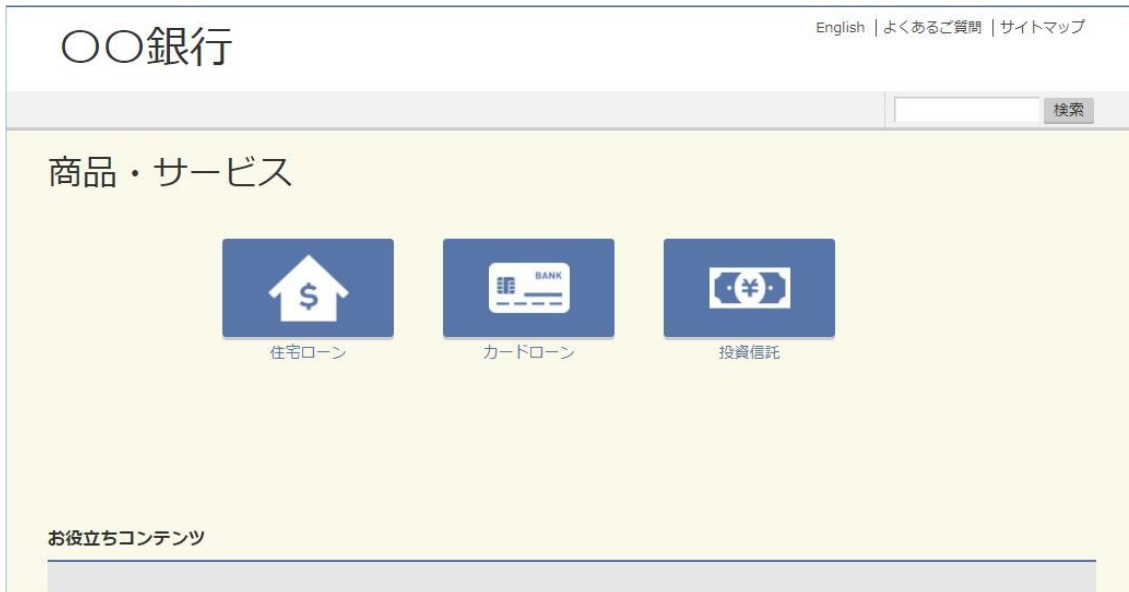 〇〇銀行
English | よくあるご質問 | サイトマップ
検索
商品・サービス
$
BANK
¥
住宅ローン
カードローン
投資信託
お役立ちコンテンツ